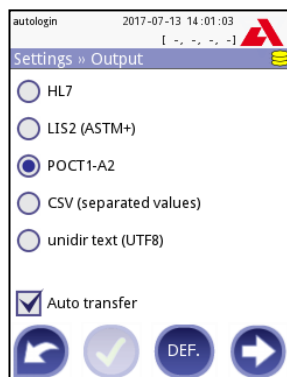 autologin 2017-07-13 14:01:03
[ -, -, -, -]
Settings » Output
HL7
LIS2 (ASTM+)
POCT1-A2
CSV (separated values)
unidir text (UTF8)
Auto transfer
DEF.